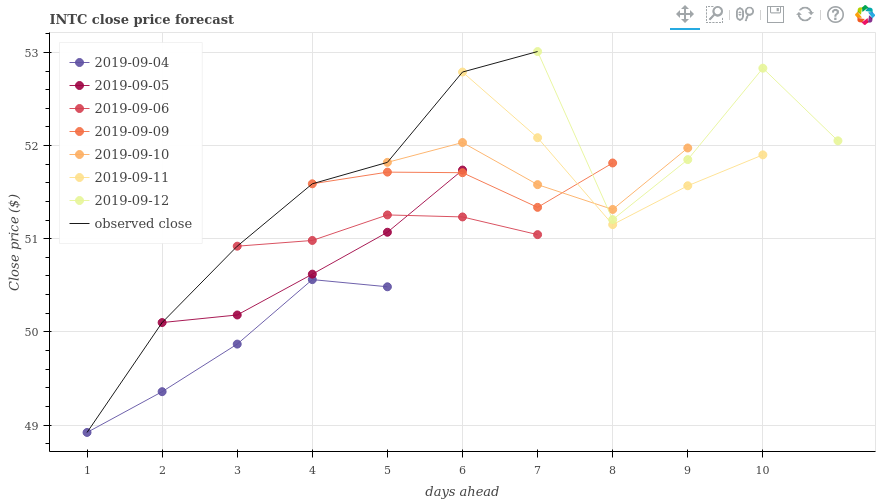 INTC close price forecast
53
52
51
50
49
Close price ($)
2019-09-04
2019-09-05
2019-09-06
2019-09-09
2019-09-10
2019-09-11
2019-09-12
observed close
1 2 3 4 5 6 7 8 9 10
days ahead